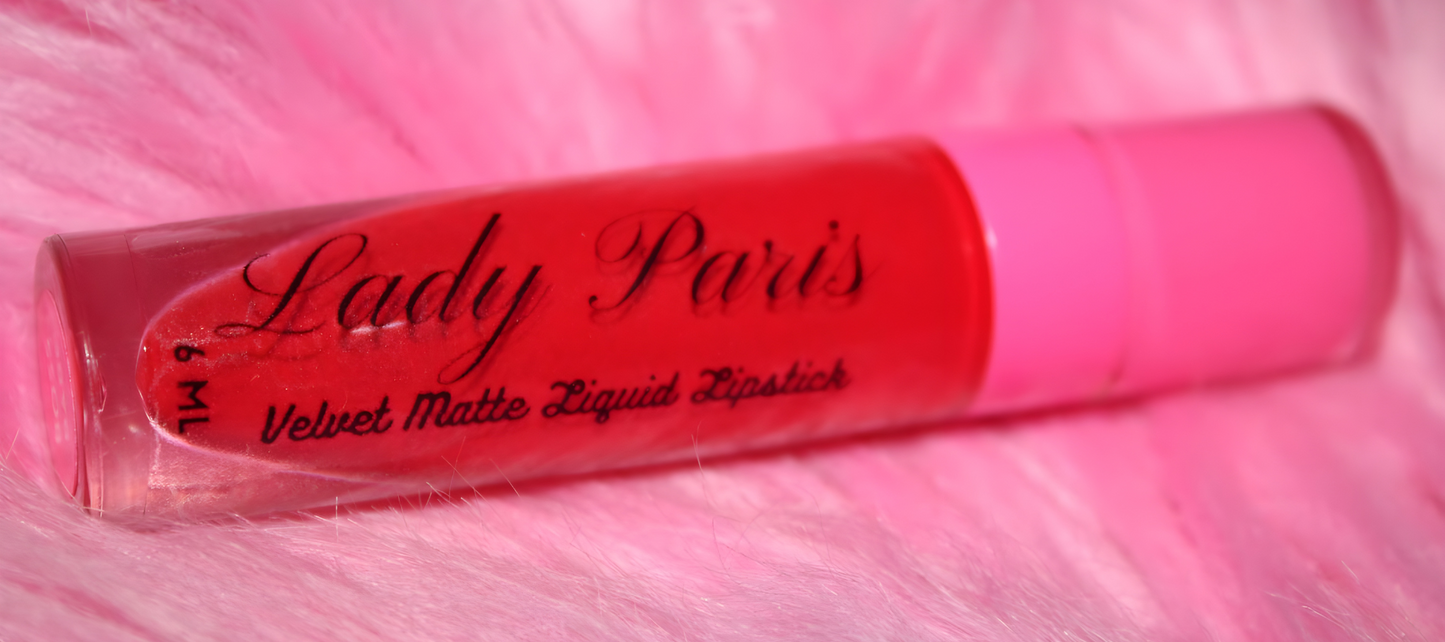 Lady Paris
Velvet Matte Liquid Lipstick
6 ML